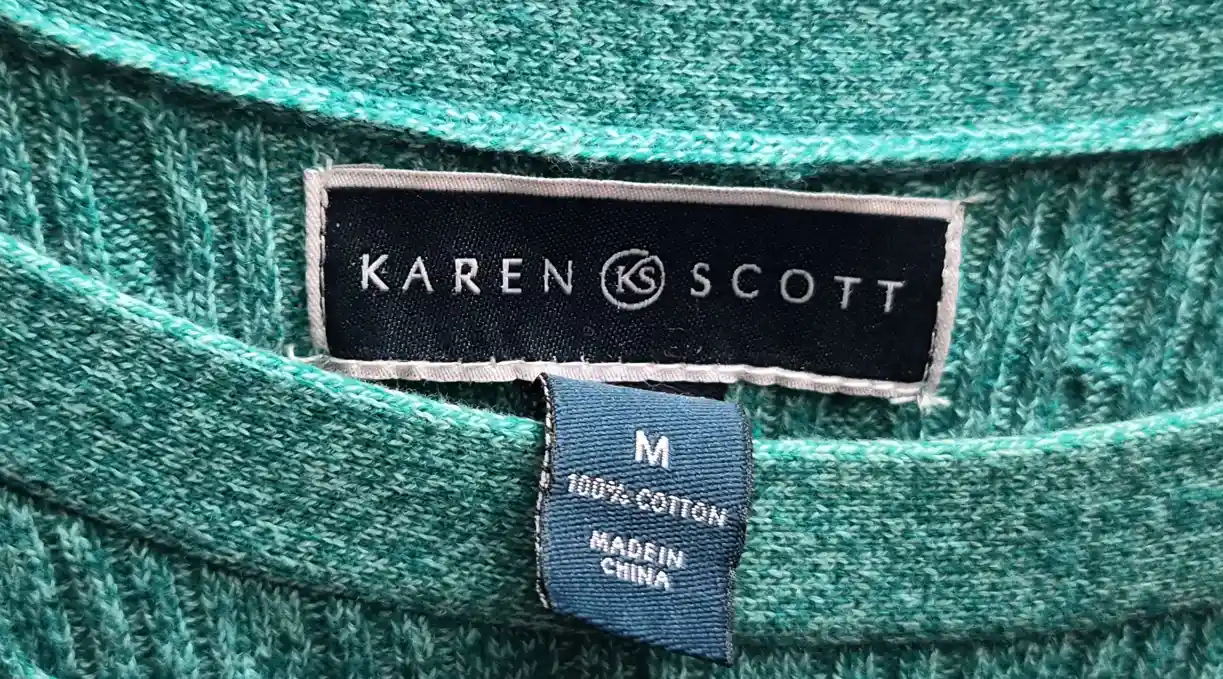 KAREN KS SCOTT
M
100% COTTON
MADE IN
CHINA